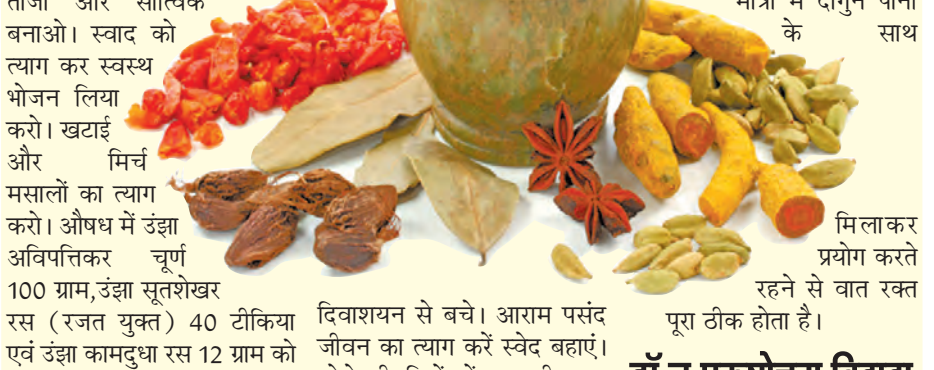 ताजा और सात्विक
बनाओ। स्वाद को
त्याग कर स्वस्थ
भोजन लिया
करो। खटाई
और मिर्च
मसालों का त्याग
करो। औषध में उंझा
अविपत्तिकर चूर्ण
100 ग्राम,उंझा सूतशेखर
रस (रजत युक्त) 40 टीकिया
एवं उंझा कामदुधा रस 12 ग्राम को
दिवाशयन से बचे। आराम पसंद
जीवन का त्याग करें स्वेद बहाएं।
मात्रा में दोगुने पानी
के साथ
मिलाकर
प्रयोग करते
रहने से वात रक्त
पूरा ठीक होता है।